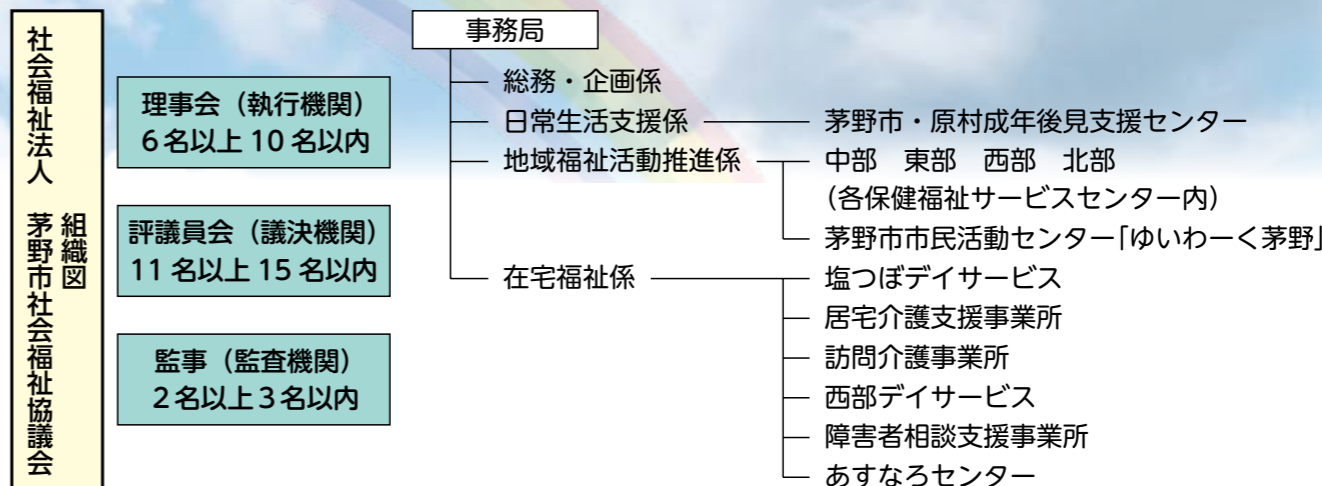 社会福祉法人 茅野市社会福祉協議会
組織図
理事会（執行機関）
6名以上10名以内
評議員会（議決機関）
11名以上15名以内
監事（監査機関）
2名以上3名以内
事務局
総務・企画係
日常生活支援係
茅野市・原村成年後見支援センター
地域福祉活動推進係
中部 東部 西部 北部
（各保健福祉サービスセンター内）
茅野市市民活動センター「ゆいわーく茅野」
在宅福祉係
塩つぼデイサービス
居宅介護支援事業所
訪問介護事業所
西部デイサービス
障害者相談支援事業所
あすなろセンター